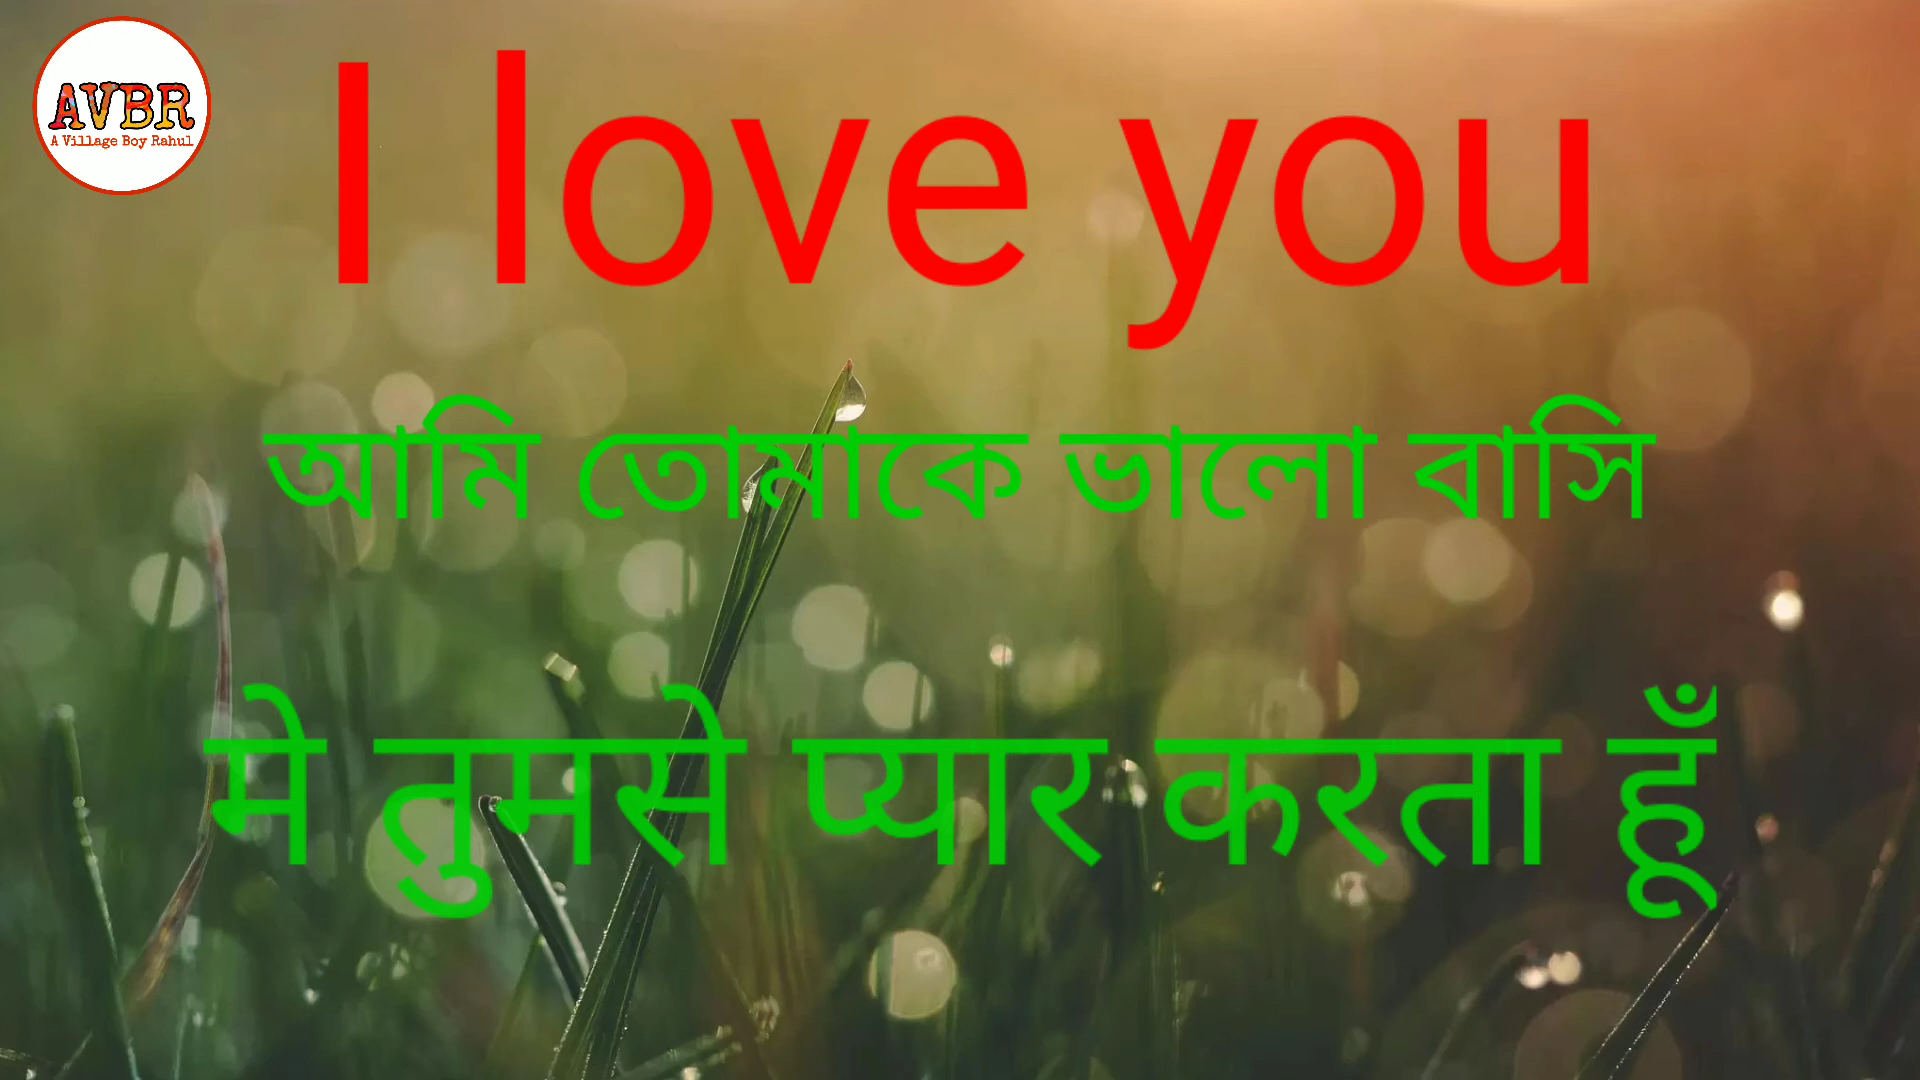 AVBR
A Village Boy Rahul
I love you
আমি তোমাকে ভালো বাসি
मे तुमसे प्यार करता हूँ